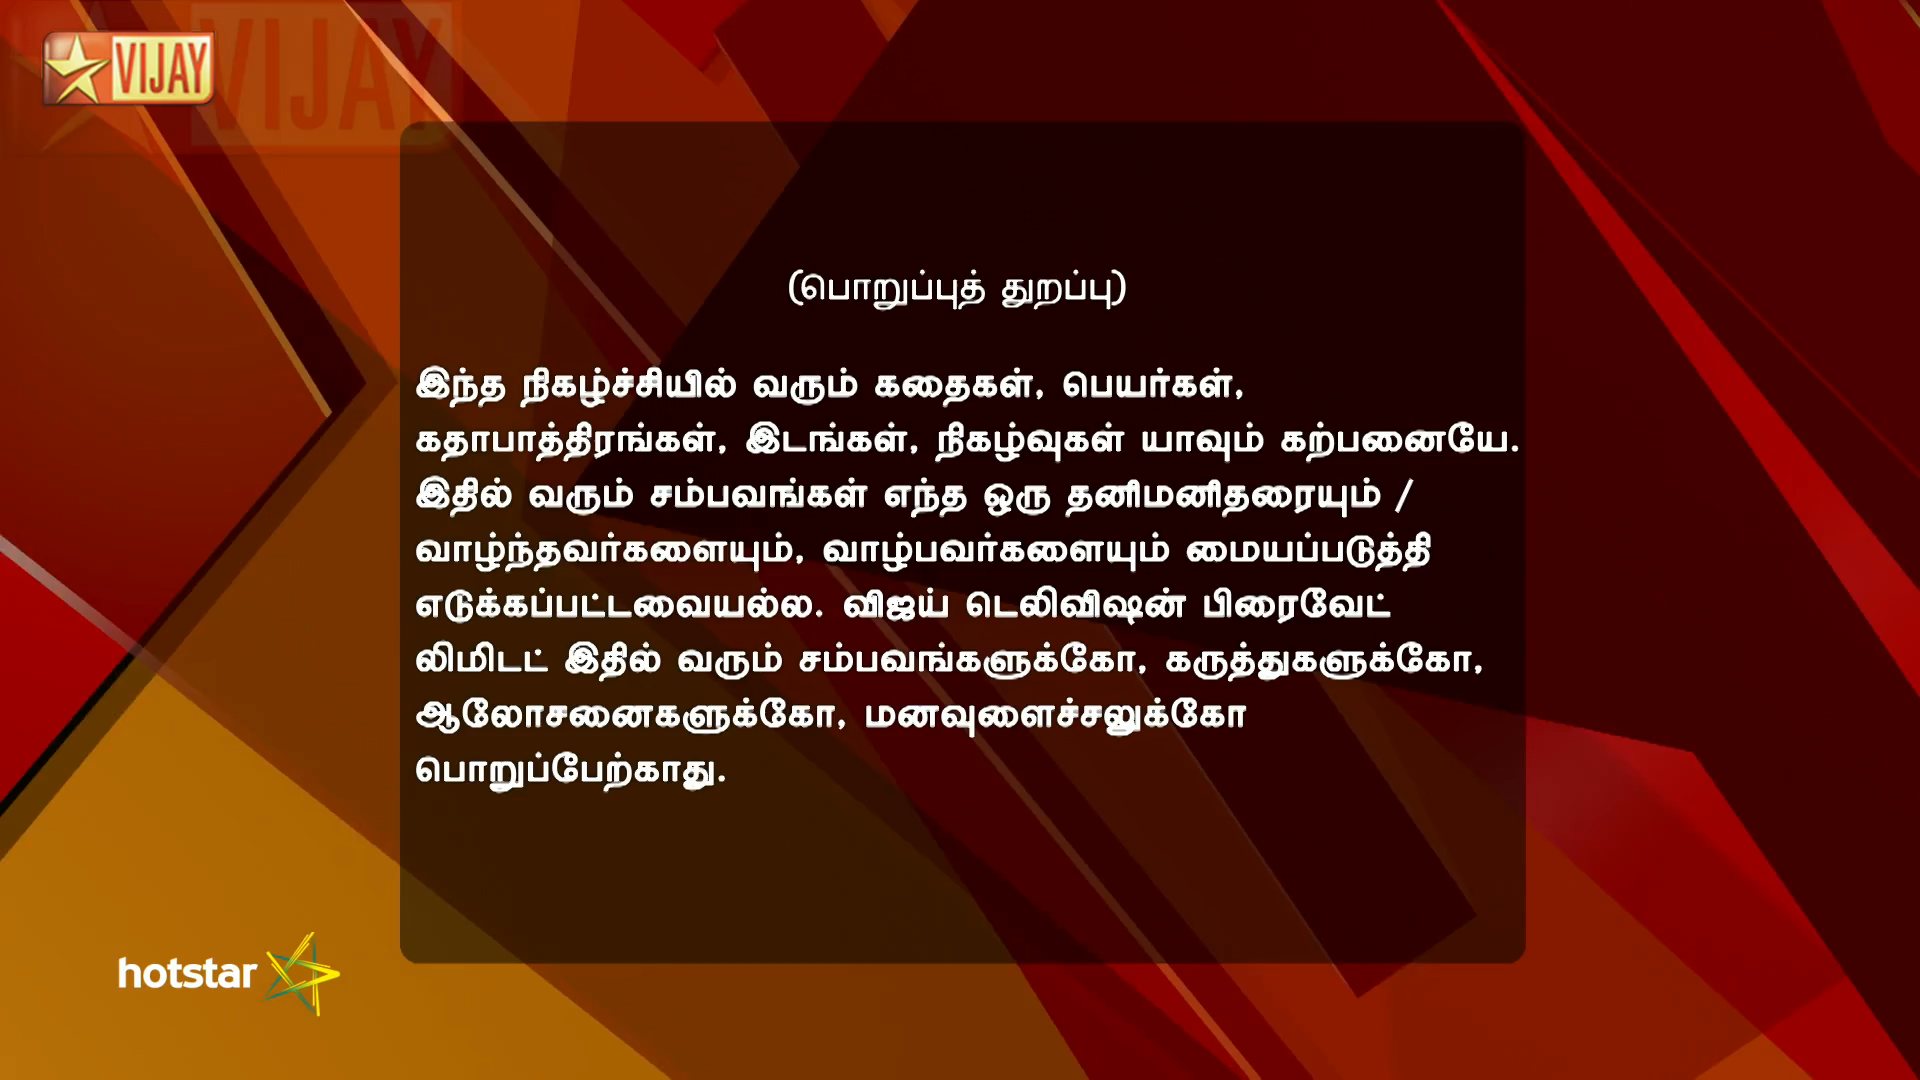 VIJAY
VIJAY
(பொறுப்புத் துறப்பு)
இந்த நிகழ்ச்சியில் வரும் கதைகள், பெயர்கள்,
கதாபாத்திரங்கள், இடங்கள், நிகழ்வுகள் யாவும் கற்பனையே.
இதில் வரும் சம்பவங்கள் எந்த ஒரு தனிமனிதரையும் /
வாழ்ந்தவர்களையும், வாழ்பவர்களையும் மையப்படுத்தி
எடுக்கப்பட்டவையல்ல. விஜய் டெலிவிஷன் பிரைவேட்
லிமிடட் இதில் வரும் சம்பவங்களுக்கோ, கருத்துகளுக்கோ,
ஆலோசனைகளுக்கோ, மனவுளைச்சலுக்கோ
பொறுப்பேற்காது.
hotstar